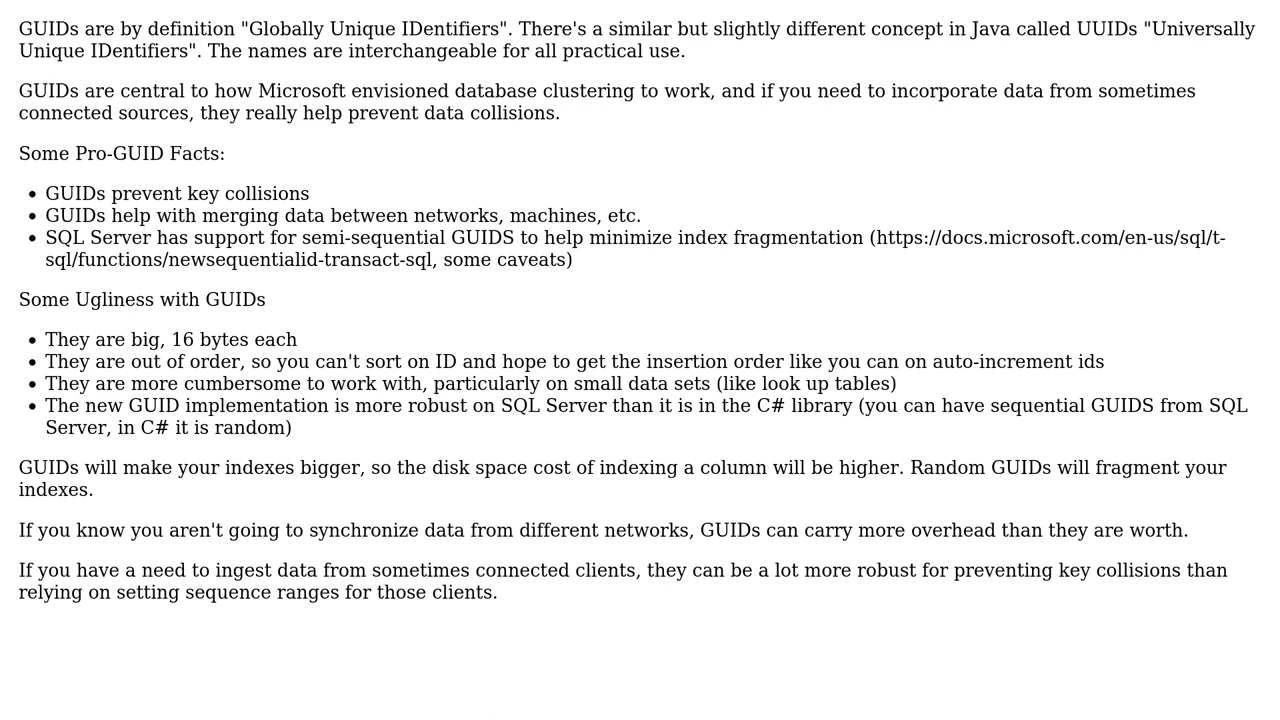 GUIDs are by definition "Globally Unique IDentifiers". There's a similar but slightly different concept in Java called UUIDs "Universally
Unique IDentifiers". The names are interchangeable for all practical use.
GUIDs are central to how Microsoft envisioned database clustering to work, and if you need to incorporate data from sometimes
connected sources, they really help prevent data collisions.
Some Pro-GUID Facts:
• GUIDs prevent key collisions
• GUIDs help with merging data between networks, machines, etc.
• SQL Server has support for semi-sequential GUIDS to help minimize index fragmentation (https://docs.microsoft.com/en-us/sql/t-
sql/functions/newsequentialid-transact-sql, some caveats)
Some Ugliness with GUIDs
• They are big, 16 bytes each
• They are out of order, so you can't sort on ID and hope to get the insertion order like you can on auto-increment ids
• They are more cumbersome to work with, particularly on small data sets (like look up tables)
• The new GUID implementation is more robust on SQL Server than it is in the C# library (you can have sequential GUIDS from SQL
Server, in C# it is random)
GUIDs will make your indexes bigger, so the disk space cost of indexing a column will be higher. Random GUIDs will fragment your
indexes.
If you know you aren't going to synchronize data from different networks, GUIDs can carry more overhead than they are worth.
If you have a need to ingest data from sometimes connected clients, they can be a lot more robust for preventing key collisions than
relying on setting sequence ranges for those clients.